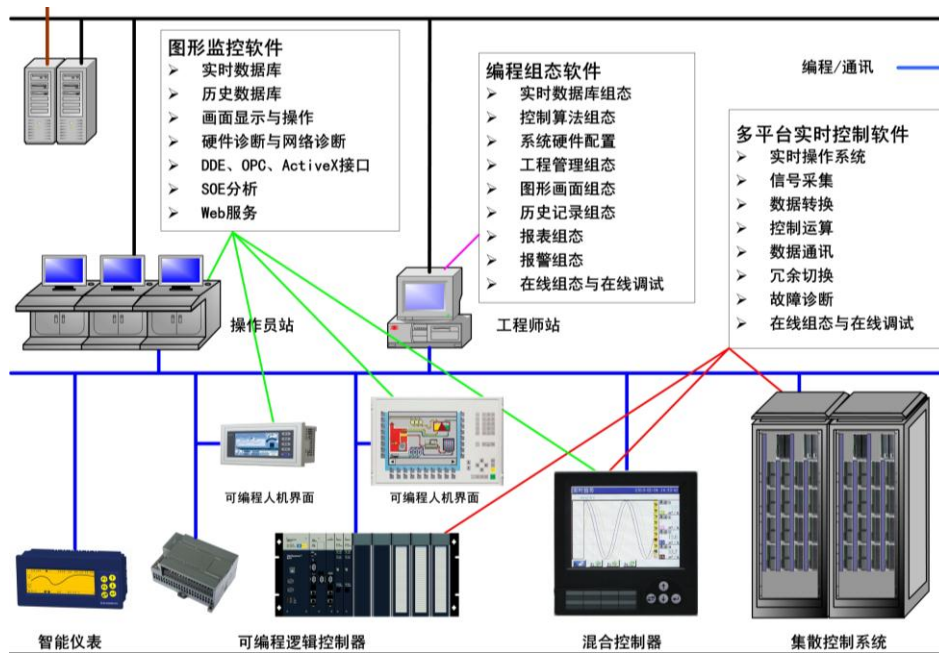 图形监控软件
➢ 实时数据库
➢ 历史数据库
➢ 画面显示与操作
➢ 硬件诊断与网络诊断
➢ DDE、OPC、ActiveX接口
➢ SOE分析
➢ Web服务
编程组态软件
➢ 实时数据库组态
➢ 控制算法组态
➢ 系统硬件配置
➢ 工程管理组态
➢ 图形画面组态
➢ 历史记录组态
➢ 报表组态
➢ 报警组态
➢ 在线组态与在线调试
编程/通讯
多平台实时控制软件
➢ 实时操作系统
➢ 信号采集
➢ 数据转换
➢ 控制运算
➢ 数据通讯
➢ 冗余切换
➢ 故障诊断
➢ 在线组态与在线调试
操作员站
工程师站
可编程人机界面
可编程人机界面
智能仪表
可编程逻辑控制器
混合控制器
集散控制系统